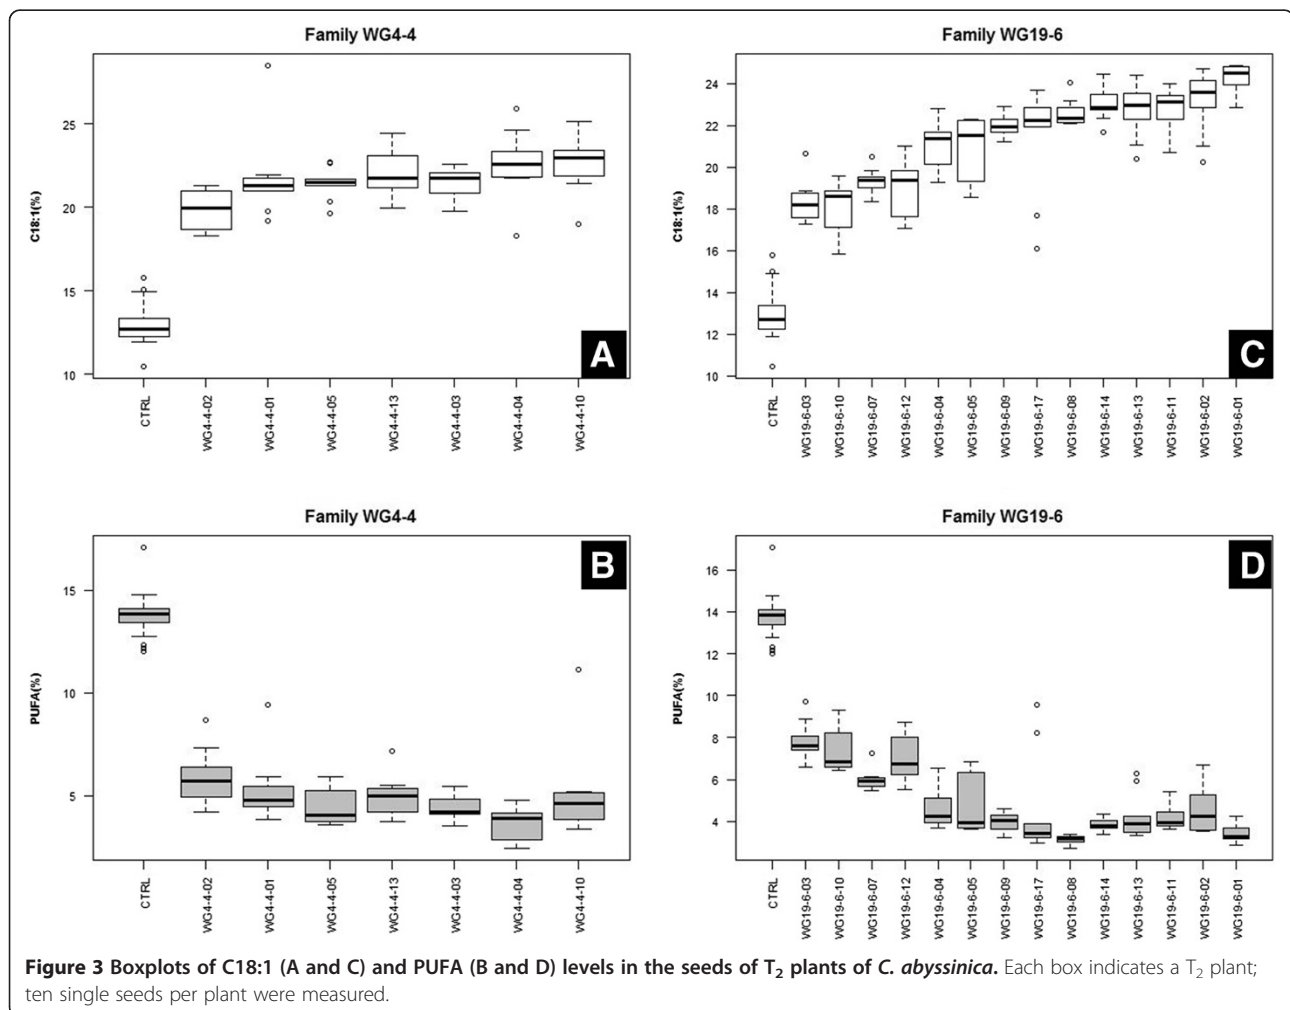 Family WG4-4
C18:1(%)
25
20
15
10
A
CTRL
WG4-4-02
WG4-4-01
WG4-4-05
WG4-4-13
WG4-4-03
WG4-4-04
WG4-4-10
Family WG19-6
C18:1(%)
24
22
20
18
16
14
12
10
C
CTRL
WG19-6-03
WG19-6-10
WG19-6-07
WG19-6-12
WG19-6-04
WG19-6-05
WG19-6-09
WG19-6-17
WG19-6-08
WG19-6-14
WG19-6-13
WG19-6-11
WG19-6-02
WG19-6-01
Family WG4-4
PUFA(%)
15
10
5
B
CTRL
WG4-4-02
WG4-4-01
WG4-4-05
WG4-4-13
WG4-4-03
WG4-4-04
WG4-4-10
Family WG19-6
PUFA(%)
16
14
12
10
8
6
4
D
CTRL
WG19-6-03
WG19-6-10
WG19-6-07
WG19-6-12
WG19-6-04
WG19-6-05
WG19-6-09
WG19-6-17
WG19-6-08
WG19-6-14
WG19-6-13
WG19-6-11
WG19-6-02
WG19-6-01
Figure 3 Boxplots of C18:1 (A and C) and PUFA (B and D) levels in the seeds of T₂ plants of C. abyssinica. Each box indicates a T₂ plant;
ten single seeds per plant were measured.